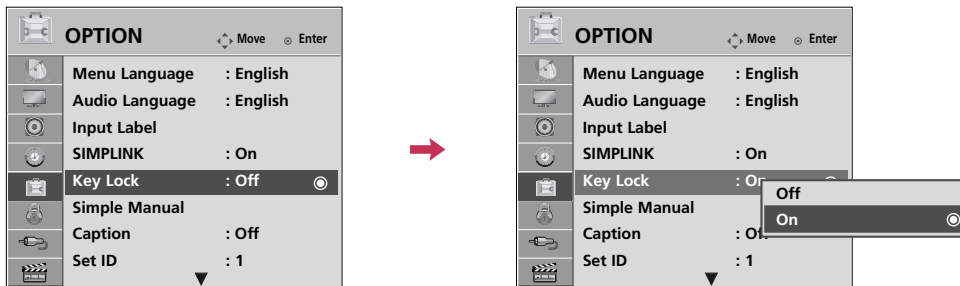 OPTION Move Enter
Menu Language : English
Audio Language : English
Input Label
SIMPLINK : On
Key Lock : Off
Simple Manual
Caption : Off
Set ID : 1
OPTION Move Enter
Menu Language : English
Audio Language : English
Input Label
SIMPLINK : On
Key Lock : On
Simple Manual
Caption : Of
Set ID : 1
Off
On